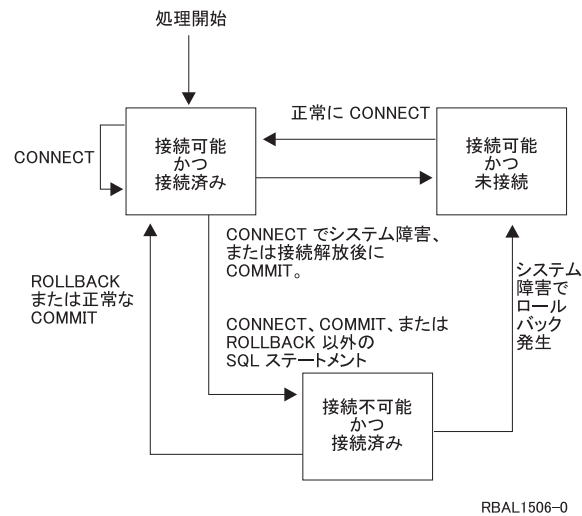 処理開始
正常に CONNECT
CONNECT
接続可能
かつ
接続済み
接続可能
かつ
未接続
CONNECT でシステム障害、
または接続解放後に
COMMIT。
ROLLBACK
または正常な
COMMIT
システム
障害で
ロール
バック
発生
CONNECT、COMMIT、または
ROLLBACK 以外の
SQL ステートメント
接続不可能
かつ
接続済み
RBAL1506-0